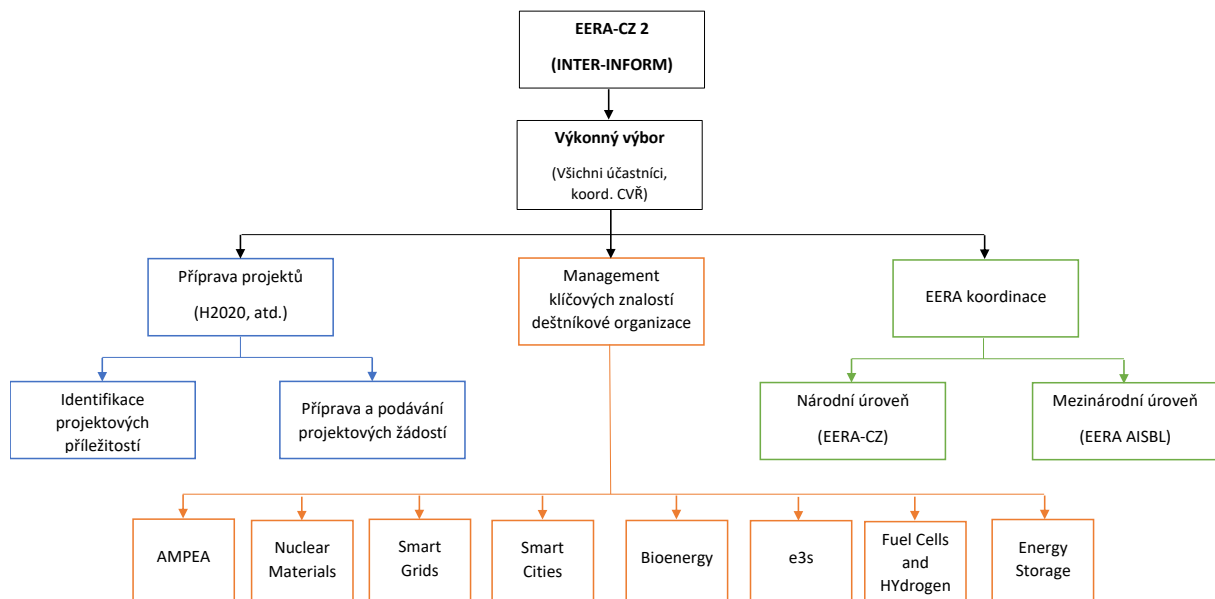 EERA-CZ 2
(INTER-INFORM)
Výkonný výbor
(Všichni účastníci,
koord. CVŘ)
Příprava projektů
(H2020, atd.)
Management
klíčových znalostí
deštníkové organizace
EERA koordinace
Identifikace
projektových
příležitostí
Příprava a podávání
projektových žádostí
Národní úroveň
(EERA-CZ)
Mezinárodní úroveň
(EERA AISBL)
AMPEA
Nuclear
Materials
Smart
Grids
Smart
Cities
Bioenergy
e3s
Fuel Cells
and
HYdrogen
Energy
Storage